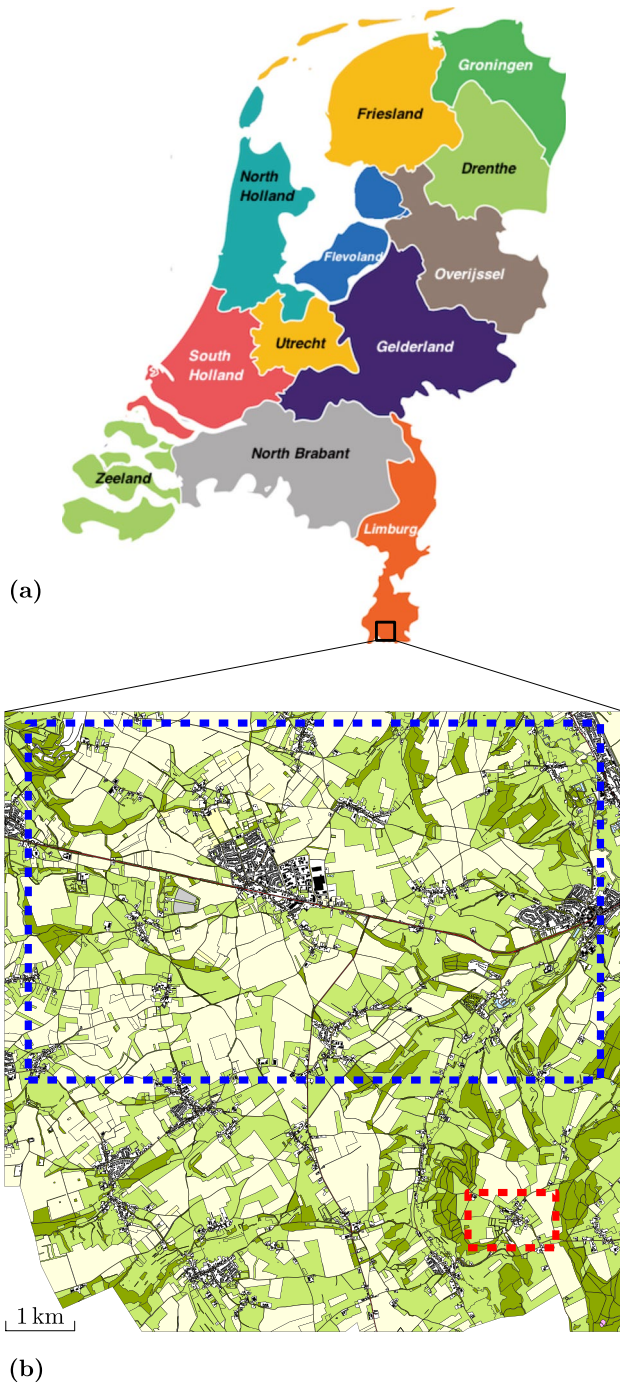 Groningen
Friesland
Drenthe
North
Holland
Flevoland
Overijssel
Utrecht
Gelderland
South
Holland
North Brabant
Zeeland
Limburg
(a)
1 km
(b)